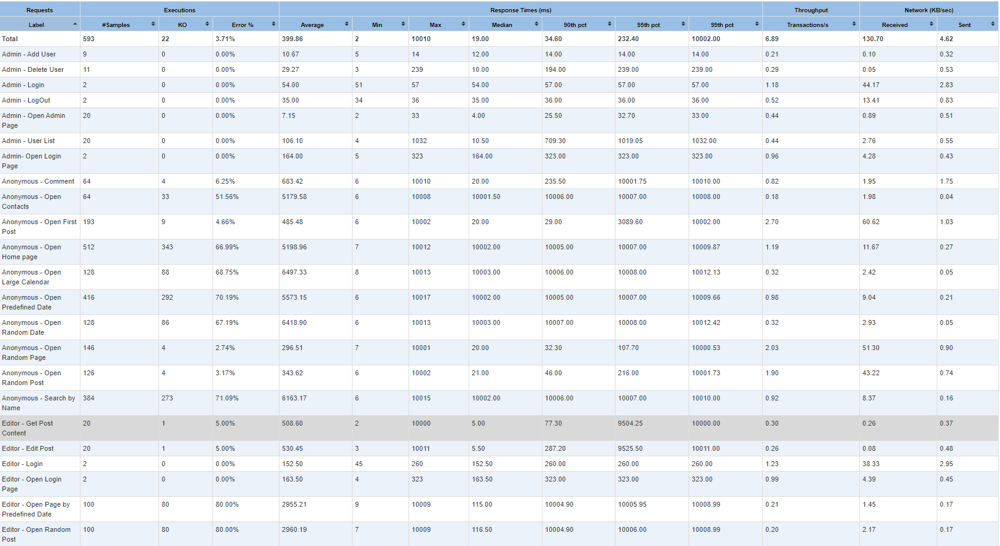 Requests Executions Response Times (ms) Throughput Network (KB/sec)
Label #Samples KO Error % Average Min Max Median 90th pct 95th pct 99th pct Transactions/s Received Sent
Total 593 22 3.71% 399.86 2 10010 19.00 34.60 232.40 10002.00 6.89 130.70 4.62
Admin - Add User 9 0 0.00% 10.67 5 14 12.00 14.00 14.00 14.00 0.21 0.10 0.32
Admin - Delete User 11 0 0.00% 29.27 3 239 10.00 194.00 239.00 239.00 0.29 0.05 0.53
Admin - Login 2 0 0.00% 54.00 51 57 54.00 57.00 57.00 57.00 1.18 44.17 2.83
Admin - LogOut 2 0 0.00% 35.00 34 36 35.00 36.00 36.00 36.00 0.52 13.41 0.83
Admin - Open Admin 20 0 0.00% 7.15 2 33 4.00 25.50 32.70 33.00 0.44 0.89 0.51
Page
Admin - User List 20 0 0.00% 106.10 4 1032 10.50 709.30 1019.05 1032.00 0.44 2.76 0.55
Admin- Open Login 2 0 0.00% 164.00 5 323 164.00 323.00 323.00 323.00 0.96 4.28 0.43
Page
Anonymous - Comment 64 4 6.25% 683.42 6 10010 20.00 235.50 10001.75 10010.00 0.82 1.95 1.75
Anonymous - Open 64 33 51.56% 5179.58 6 10008 10001.50 10006.00 10007.00 10008.00 0.18 1.98 0.04
Contacts
Anonymous - Open First 193 9 4.66% 485.48 6 10002 20.00 29.00 3089.60 10002.00 2.70 60.62 1.03
Post
Anonymous - Open 512 343 66.99% 5198.96 7 10012 10002.00 10005.00 10007.00 10009.87 1.19 11.67 0.27
Home page
Anonymous - Open 128 88 68.75% 6497.33 8 10013 10003.00 10006.00 10008.00 10012.13 0.32 2.42 0.05
Large Calendar
Anonymous - Open 416 292 70.19% 5573.15 6 10017 10002.00 10005.00 10007.00 10009.66 0.98 9.04 0.21
Predefined Date
Anonymous - Open 128 86 67.19% 6418.90 6 10013 10003.00 10007.00 10008.00 10012.42 0.32 2.93 0.05
Random Date
Anonymous - Open 146 4 2.74% 296.51 7 10001 20.00 32.30 107.70 10000.53 2.03 51.30 0.90
Random Page
Anonymous - Open 126 4 3.17% 343.62 6 10002 21.00 46.00 216.00 10001.73 1.90 43.22 0.74
Random Post
Anonymous - Search by 384 273 71.09% 6163.17 6 10015 10002.00 10006.00 10007.00 10010.00 0.92 8.37 0.16
Name
Editor - Get Post 20 1 5.00% 508.60 2 10000 5.00 77.30 9504.25 10000.00 0.30 0.26 0.37
Content
Editor - Edit Post 20 1 5.00% 530.45 3 10011 5.50 287.20 9525.50 10011.00 0.26 0.08 0.48
Editor - Login 2 0 0.00% 152.50 45 260 152.50 260.00 260.00 260.00 1.23 38.33 2.95
Editor - Open Login 2 0 0.00% 163.50 4 323 163.50 323.00 323.00 323.00 0.99 4.39 0.45
Page
Editor - Open Page by 100 80 80.00% 2955.21 9 10009 115.00 10004.90 10005.95 10008.99 0.21 1.45 0.17
Predefined Date
Editor - Open Random 100 80 80.00% 2960.19 7 10009 116.50 10004.90 10006.00 10008.99 0.20 2.17 0.17
Post